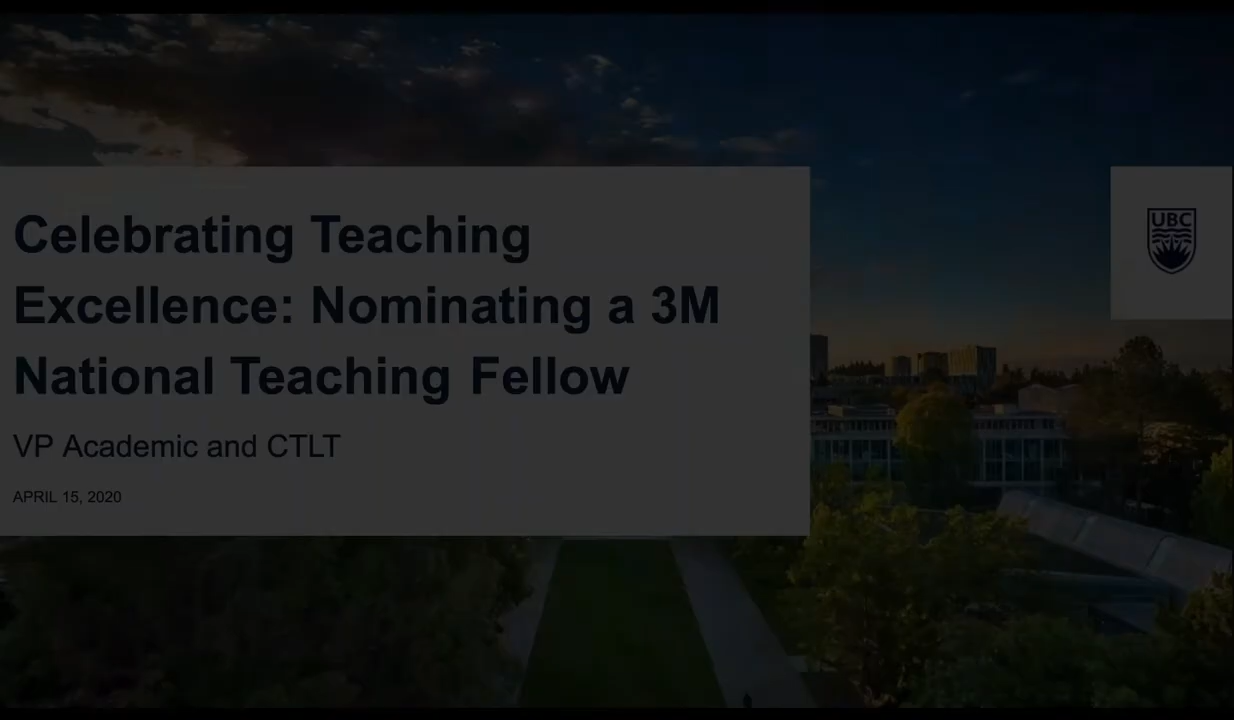 Celebrating Teaching
Excellence: Nominating a 3M
National Teaching Fellow
VP Academic and CTLT
APRIL 15, 2020
UBC